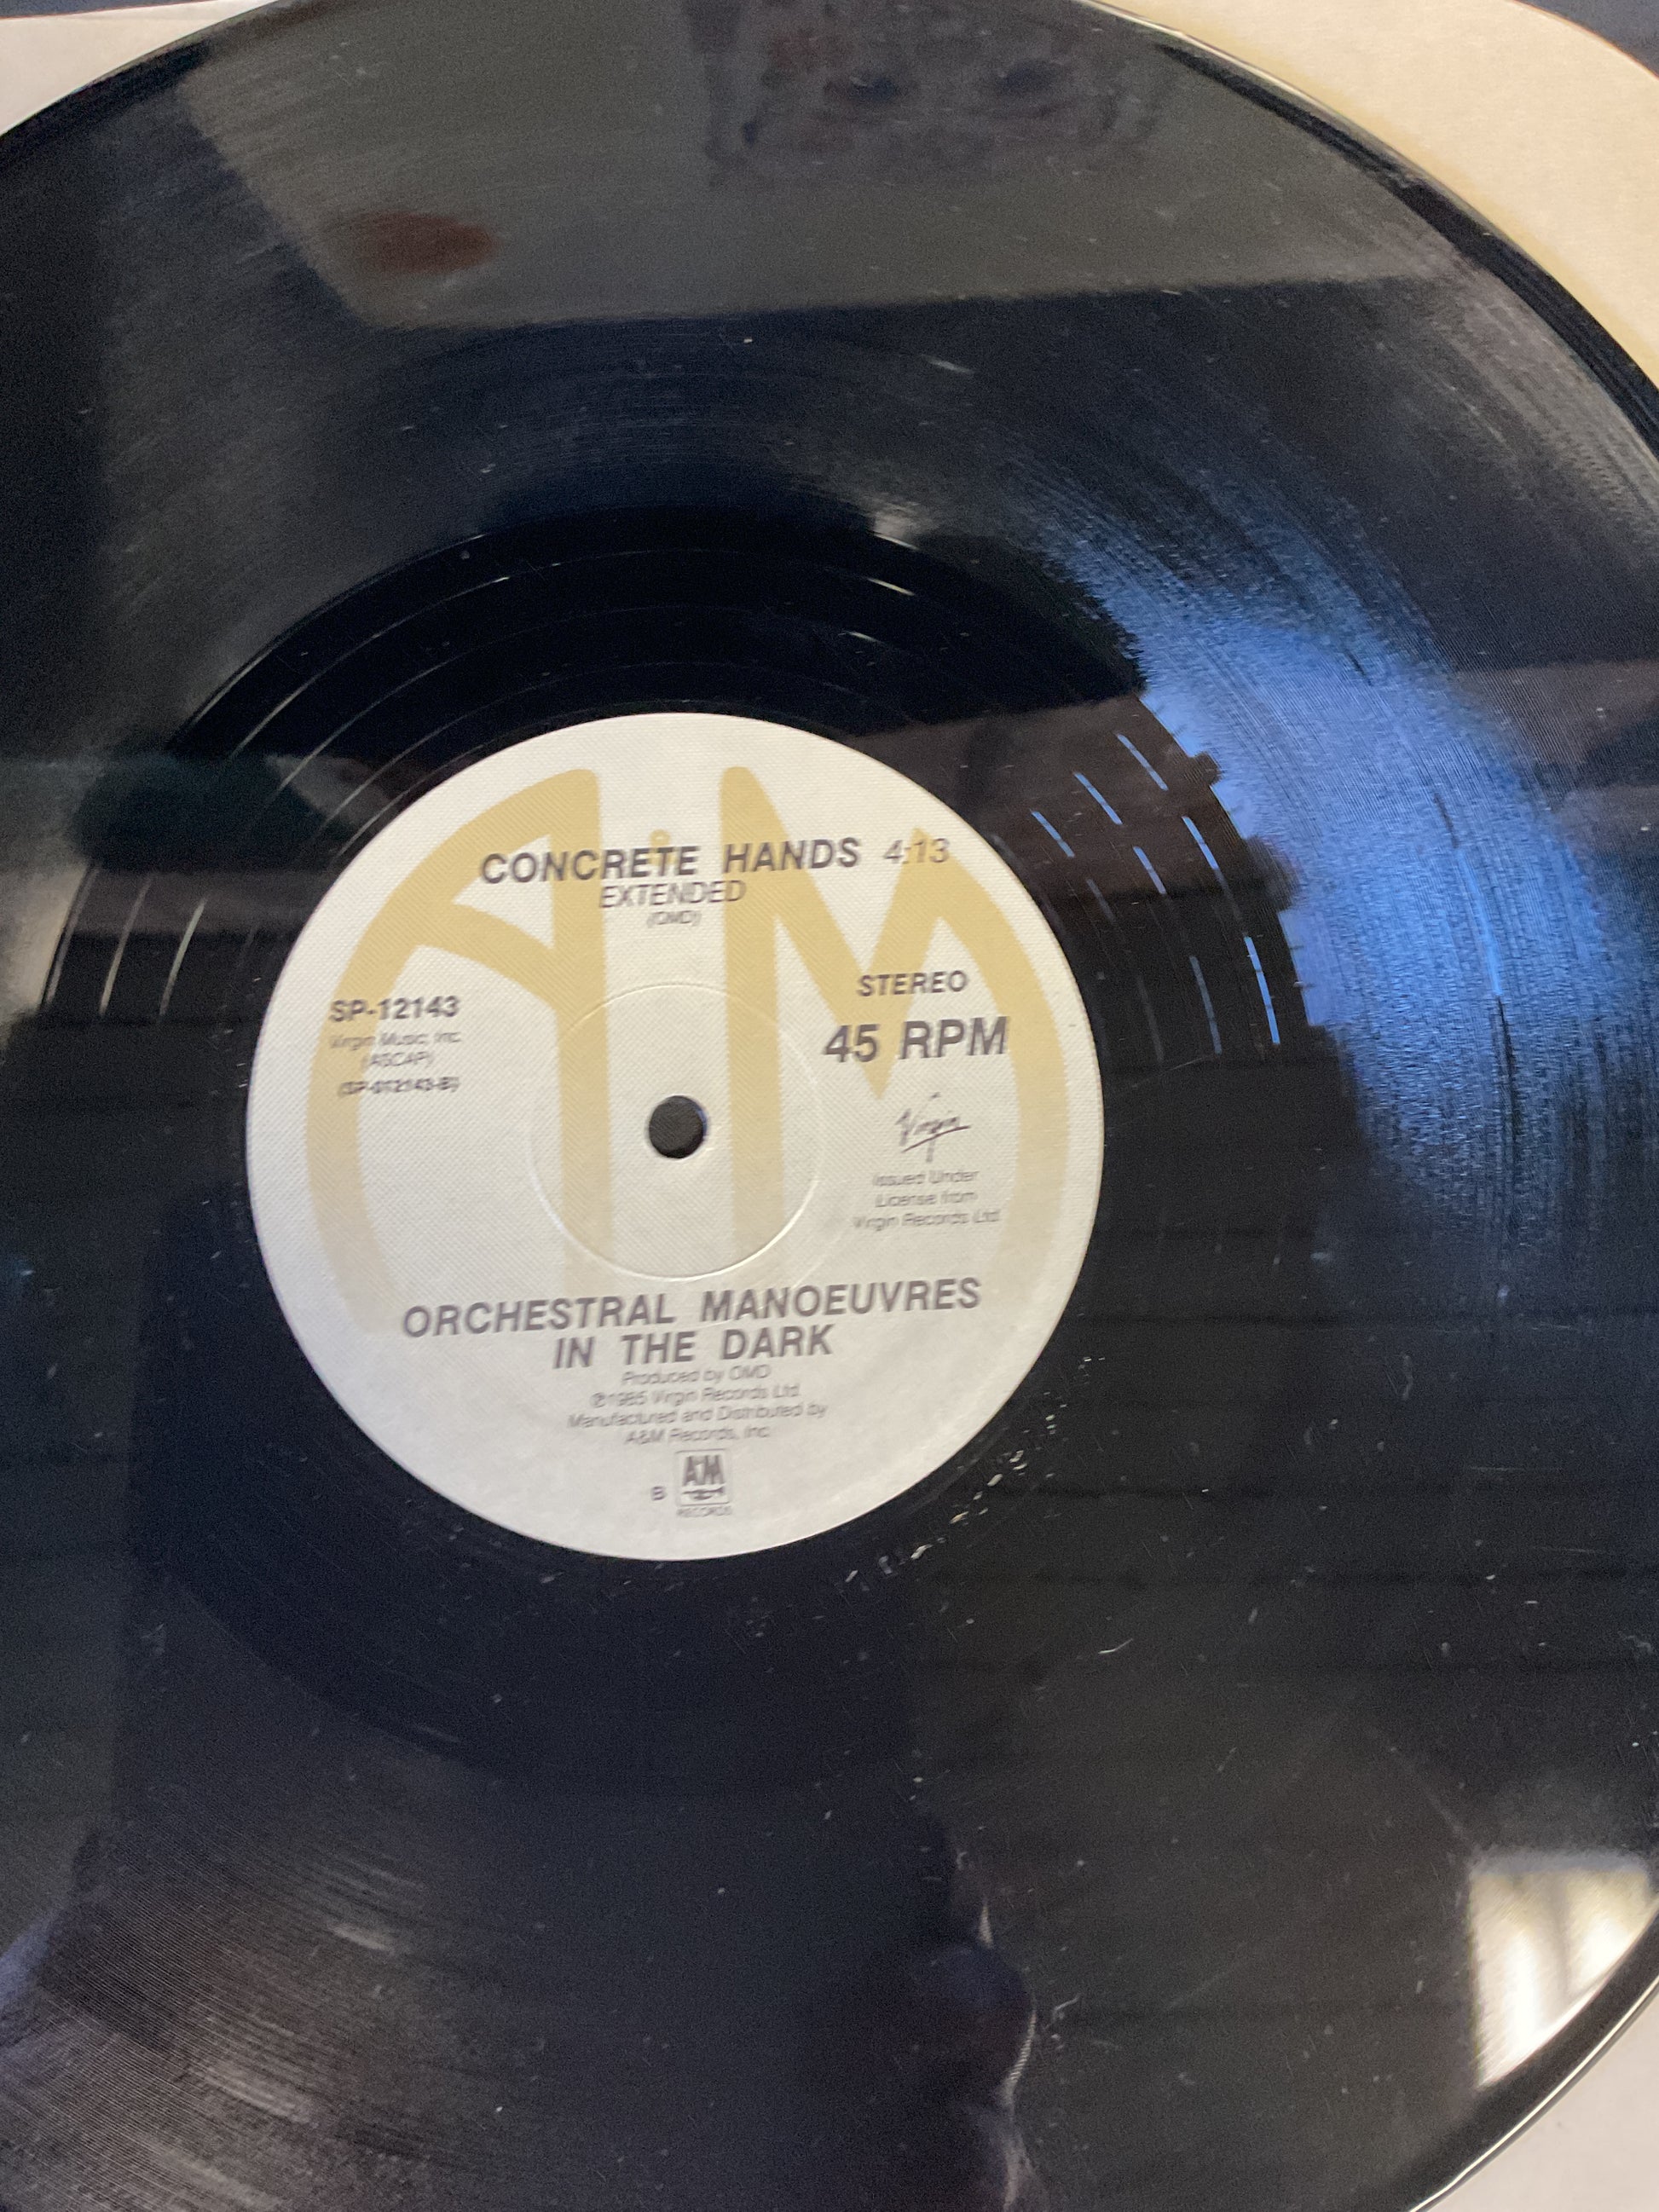 CONCRETE HANDS 4:13
EXTENDED
(OMD)
SP-12143
Virgin Music, Inc.
(ASCAP)
(SP-012143-B)
STEREO
45 RPM
Virgin
Issued Under
License from
Virgin Records Ltd.
ORCHESTRAL MANOEUVRES
IN THE DARK
Produced by OMD
℗1985 Virgin Records Ltd.
Manufactured and Distributed by
A&M Records, Inc.
B
A&M
RECORDS